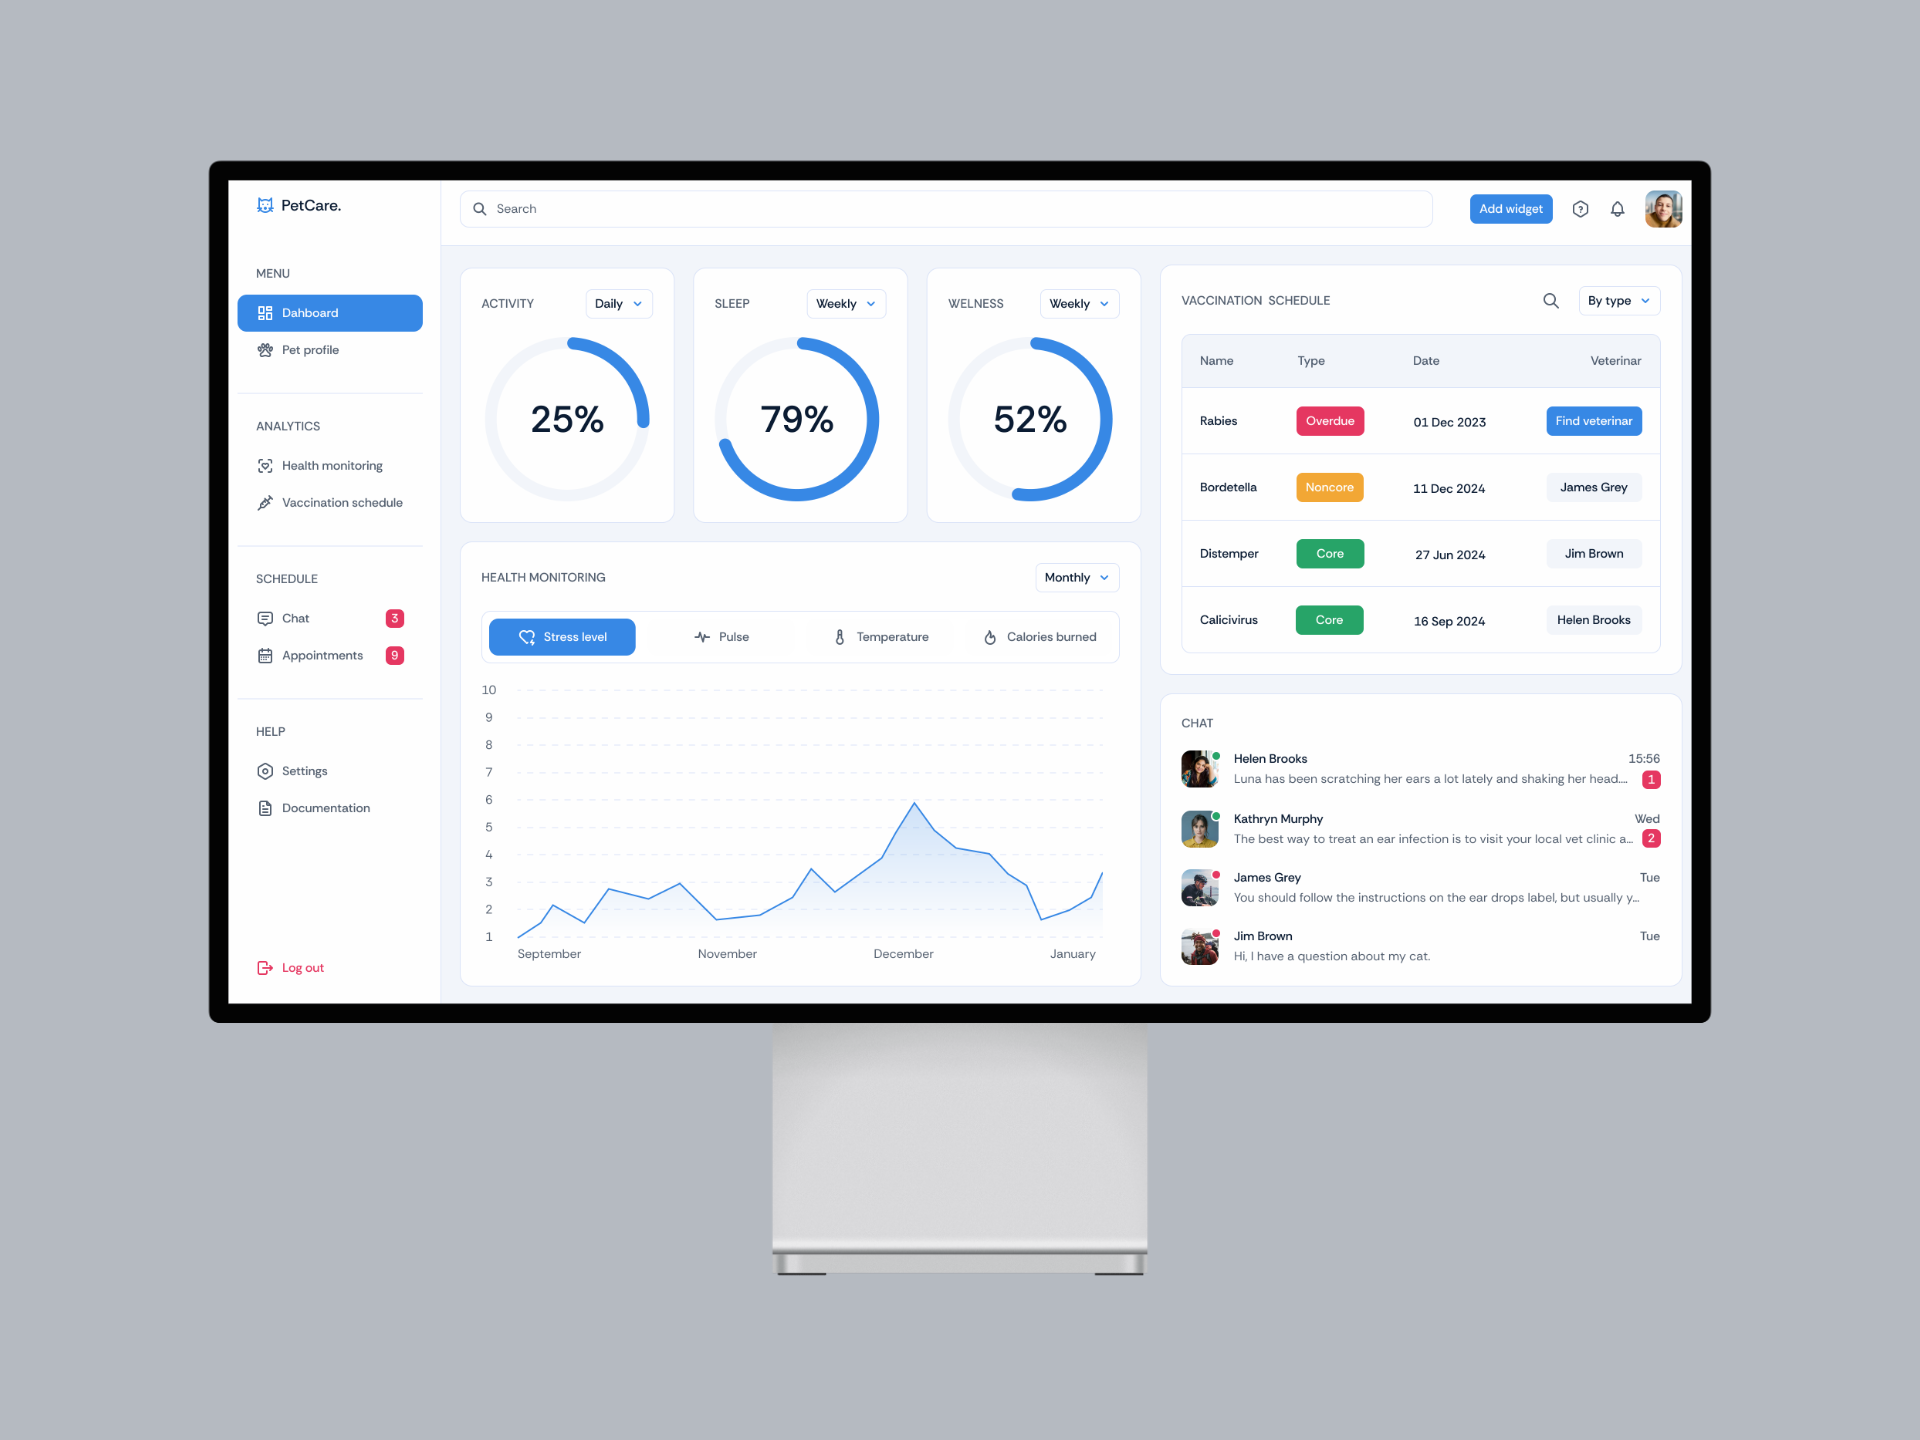 PetCare.
Search
Add widget
MENU
Dahboard
Pet profile
ANALYTICS
Health monitoring
Vaccination schedule
SCHEDULE
Chat 3
Appointments 9
HELP
Settings
Documentation
Log out
ACTIVITY Daily
25%
SLEEP Weekly
79%
WELNESS Weekly
52%
HEALTH MONITORING Monthly
Stress level Pulse Temperature Calories burned
10
9
8
7
6
5
4
3
2
1
September November December January
VACCINATION SCHEDULE By type
Name Type Date Veterinar
Rabies Overdue 01 Dec 2023 Find veterinar
Bordetella Noncore 11 Dec 2024 James Grey
Distemper Core 27 Jun 2024 Jim Brown
Calicivirus Core 16 Sep 2024 Helen Brooks
CHAT
Helen Brooks 15:56
Luna has been scratching her ears a lot lately and shaking her head.... 1
Kathryn Murphy Wed
The best way to treat an ear infection is to visit your local vet clinic a... 2
James Grey Tue
You should follow the instructions on the ear drops label, but usually y...
Jim Brown Tue
Hi, I have a question about my cat.